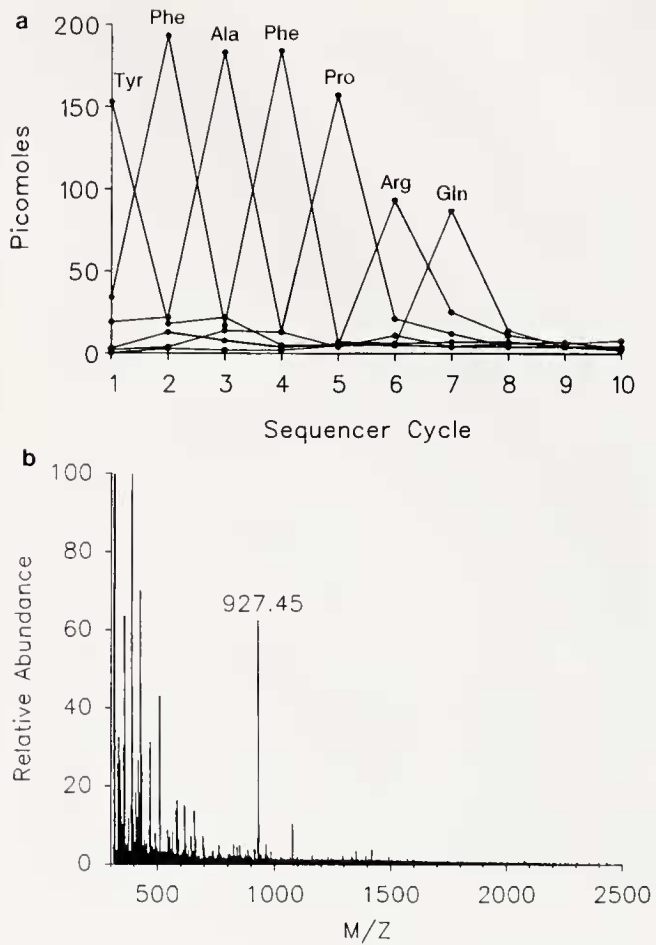 a
200
150
100
50
0
Picomoles
Tyr
Phe
Ala
Phe
Pro
Arg
Gln
1 2 3 4 5 6 7 8 9 10
Sequencer Cycle
b
100
80
60
40
20
0
Relative Abundance
927.45
500 1000 1500 2000 2500
M/Z